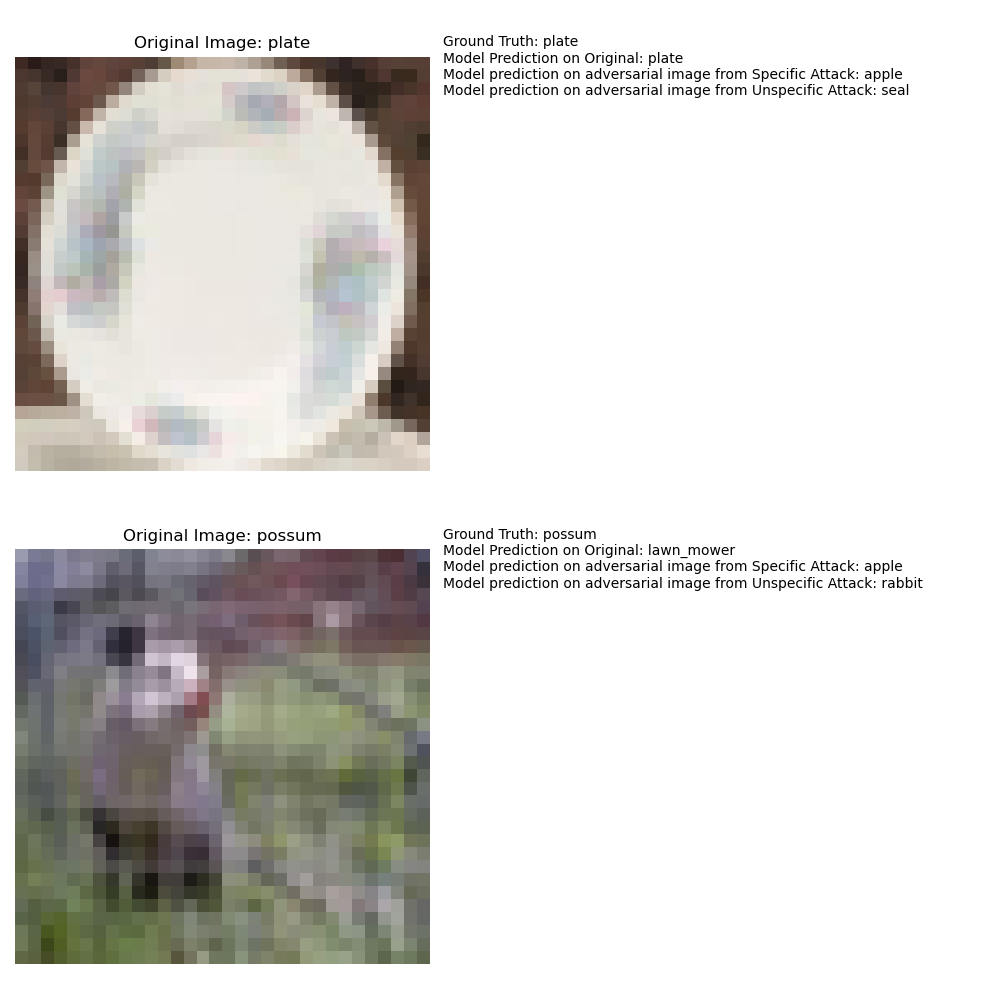 Original Image: plate
Ground Truth: plate
Model Prediction on Original: plate
Model prediction on adversarial image from Specific Attack: apple
Model prediction on adversarial image from Unspecific Attack: seal
Original Image: possum
Ground Truth: possum
Model Prediction on Original: lawn_mower
Model prediction on adversarial image from Specific Attack: apple
Model prediction on adversarial image from Unspecific Attack: rabbit